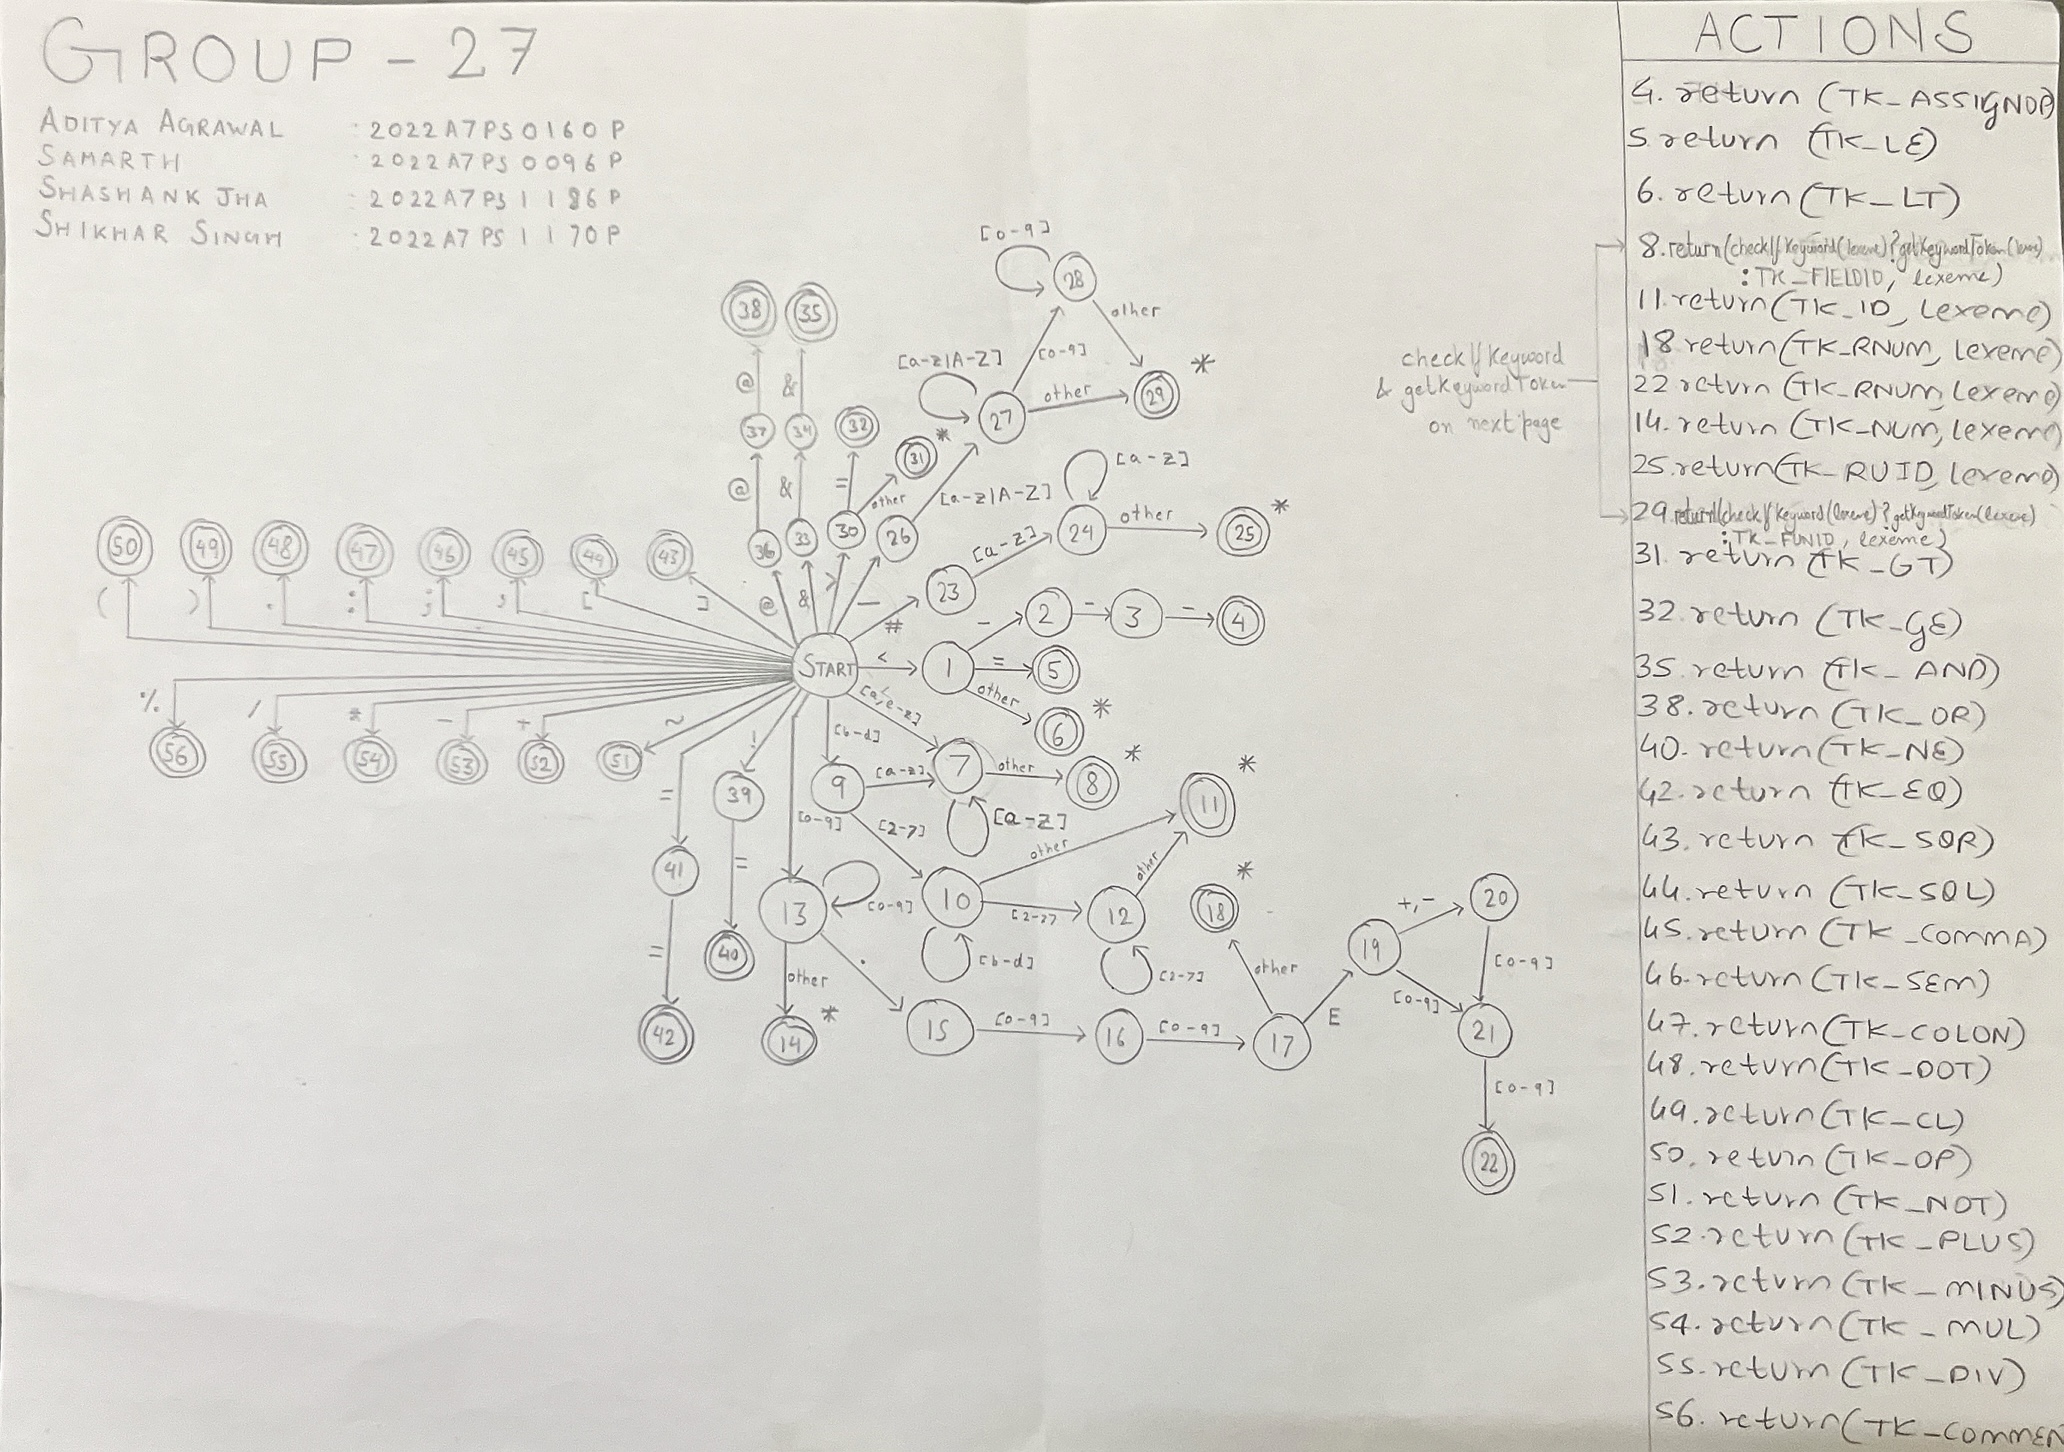 GROUP - 27
ADITYA AGRAWAL : 2022A7PS0160P
SAMARTH : 2022A7PS0096P
SHASHANK JHA : 2022A7PS1186P
SHIKHAR SINGH : 2022A7PS1170P
[0-9]
28
other
38 35
[a-z|A-Z]
[0-9]
*
@ &
other
29
27
37 34 32
*
31
[a-z]
@ & = other
[a-z|A-Z]
24
other
*
25
36 33 30 26
[a-z]
50 49 48 47 46 45 44 43
( ) . : ; , [ ]
@ & > _
23
#
- 2 - 3 - 4
START < 1 = 5
other
6 *
% / * - + ~
56 55 54 53 52 51
! [b-d] [a,e-z]
7 other 8 *
= 39 9 [a-z]
[0-9] [2-7] [a-z]
other
11 *
41 = 13 [0-9] 10 [2-7] 12 other
18 *
= 40 [b-d] [2-7]
other . other
19 +,- 20
[0-9] [0-9]
42 14 * 15 [0-9] 16 [0-9] 17 E 21
[0-9]
22
checkIfKeyword
& getKeywordToken
on next page
ACTIONS
4. return (TK_ASSIGNOP)
5. return (TK_LE)
6. return (TK_LT)
8. return(checkIfKeyword(lexeme)?getKeywordToken(lexeme)
: TK_FIELDID, lexeme)
11. return(TK_ID, lexeme)
18 return(TK_RNUM, lexeme)
22 return (TK_RNUM, lexeme)
14. return (TK_NUM, lexeme)
25. return(TK_RUID, lexeme)
29. return(checkIfKeyword(lexeme)?getKeywordToken(lexeme)
: TK_FUNID, lexeme)
31. return (TK_GT)
32. return (TK_GE)
35. return (TK_AND)
38. return (TK_OR)
40. return (TK_NE)
42. return (TK_EQ)
43. return (TK_SQR)
44. return (TK_SQL)
45. return (TK_COMMA)
46. return (TK_SEM)
47. return(TK_COLON)
48. return(TK_DOT)
49. return(TK_CL)
50. return(TK_OP)
51. return (TK_NOT)
52. return (TK_PLUS)
53. return (TK_MINUS)
54. return(TK_MUL)
55. return (TK_DIV)
56. return(TK_COMMEN